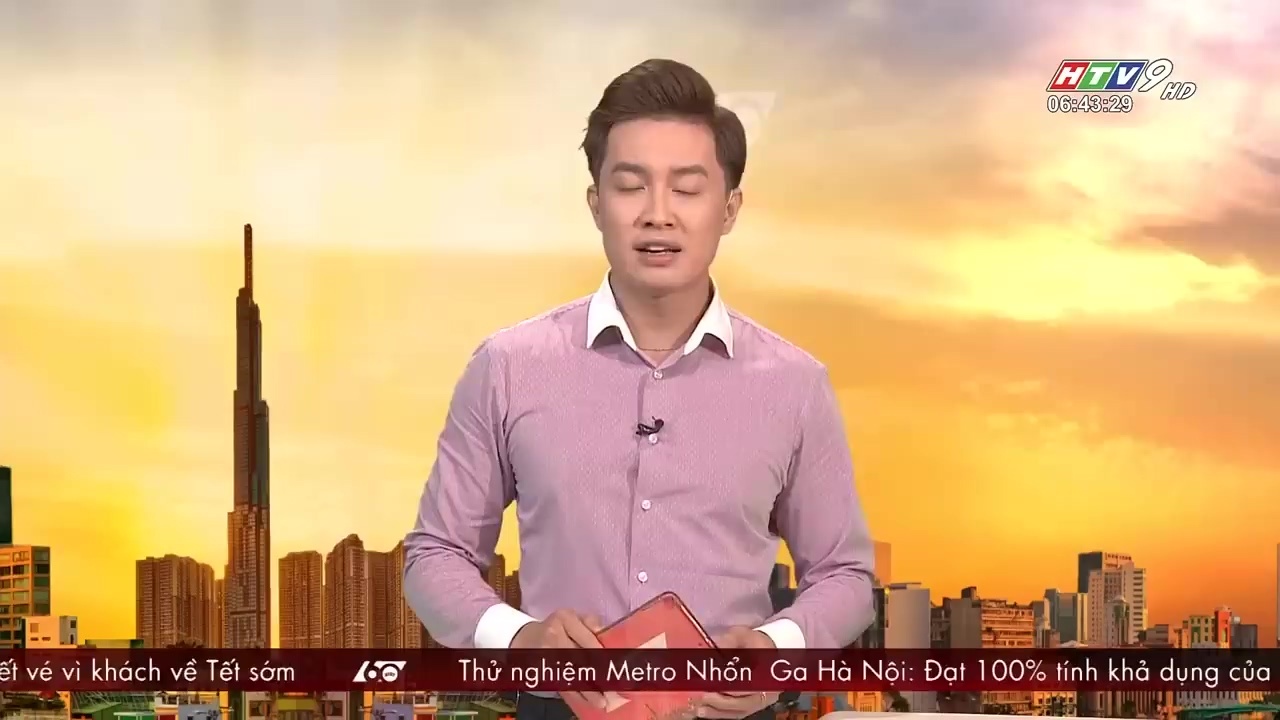 HTV9 HD
06:43:29
ết vé vì khách về Tết sớm 60 Thử nghiệm Metro Nhổn Ga Hà Nội: Đạt 100% tính khả dụng của